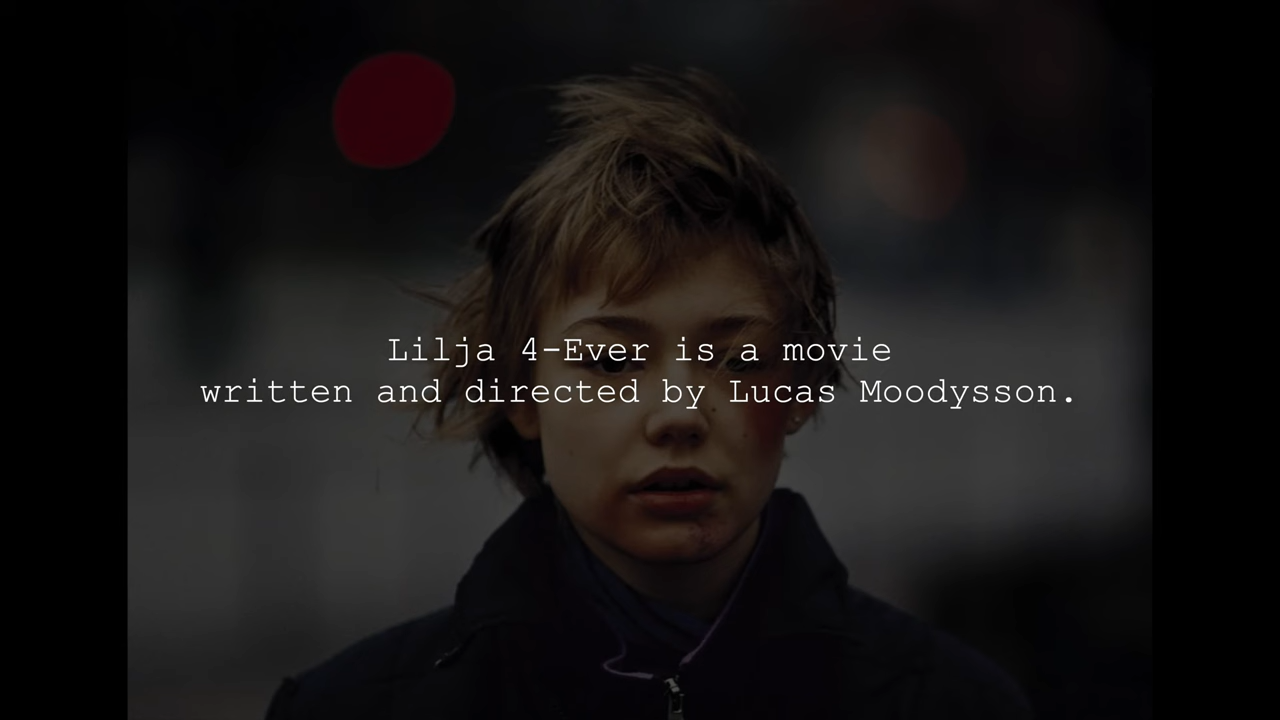 Lilja 4-Ever is a movie
written and directed by Lucas Moodysson.